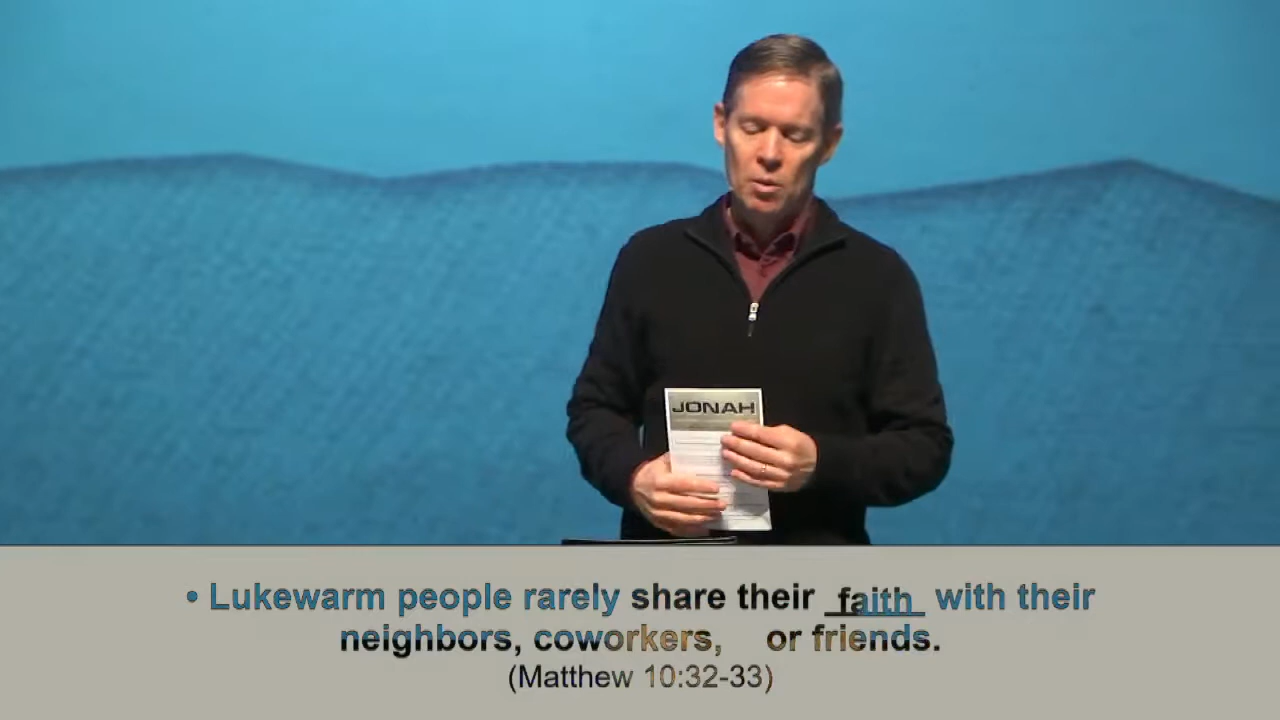 JONAH
• Lukewarm people rarely share their faith with their
neighbors, coworkers, or friends.
(Matthew 10:32-33)